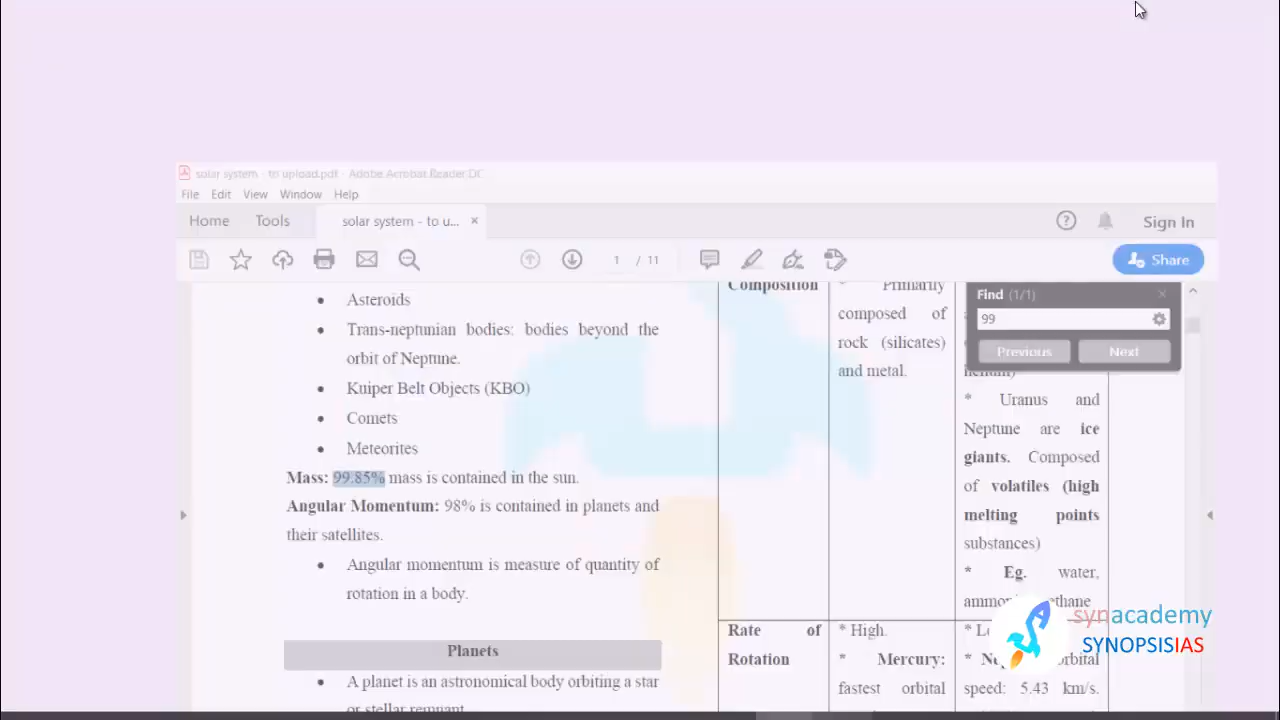 solar system - to upload.pdf - Adobe Acrobat Reader DC
File Edit View Window Help
Home Tools solar system - to u... ×
Sign In
1 / 11
Share
Find (1/1)
99
Previous Next
• Asteroids
• Trans-neptunian bodies: bodies beyond the
orbit of Neptune.
• Kuiper Belt Objects (KBO)
• Comets
• Meteorites
Mass: 99.85% mass is contained in the sun.
Angular Momentum: 98% is contained in planets and
their satellites.
• Angular momentum is measure of quantity of
rotation in a body.
Planets
• A planet is an astronomical body orbiting a star
or stellar remnant
Composition
* Primarily
composed of
rock (silicates)
and metal.
helium)
* Uranus and
Neptune are ice
giants. Composed
of volatiles (high
melting points
substances)
* Eg. water,
Rate of
Rotation
* High.
* Mercury:
fastest orbital
orbital
speed: 5.43 km/s.
synacademy
SYNOPSISIAS